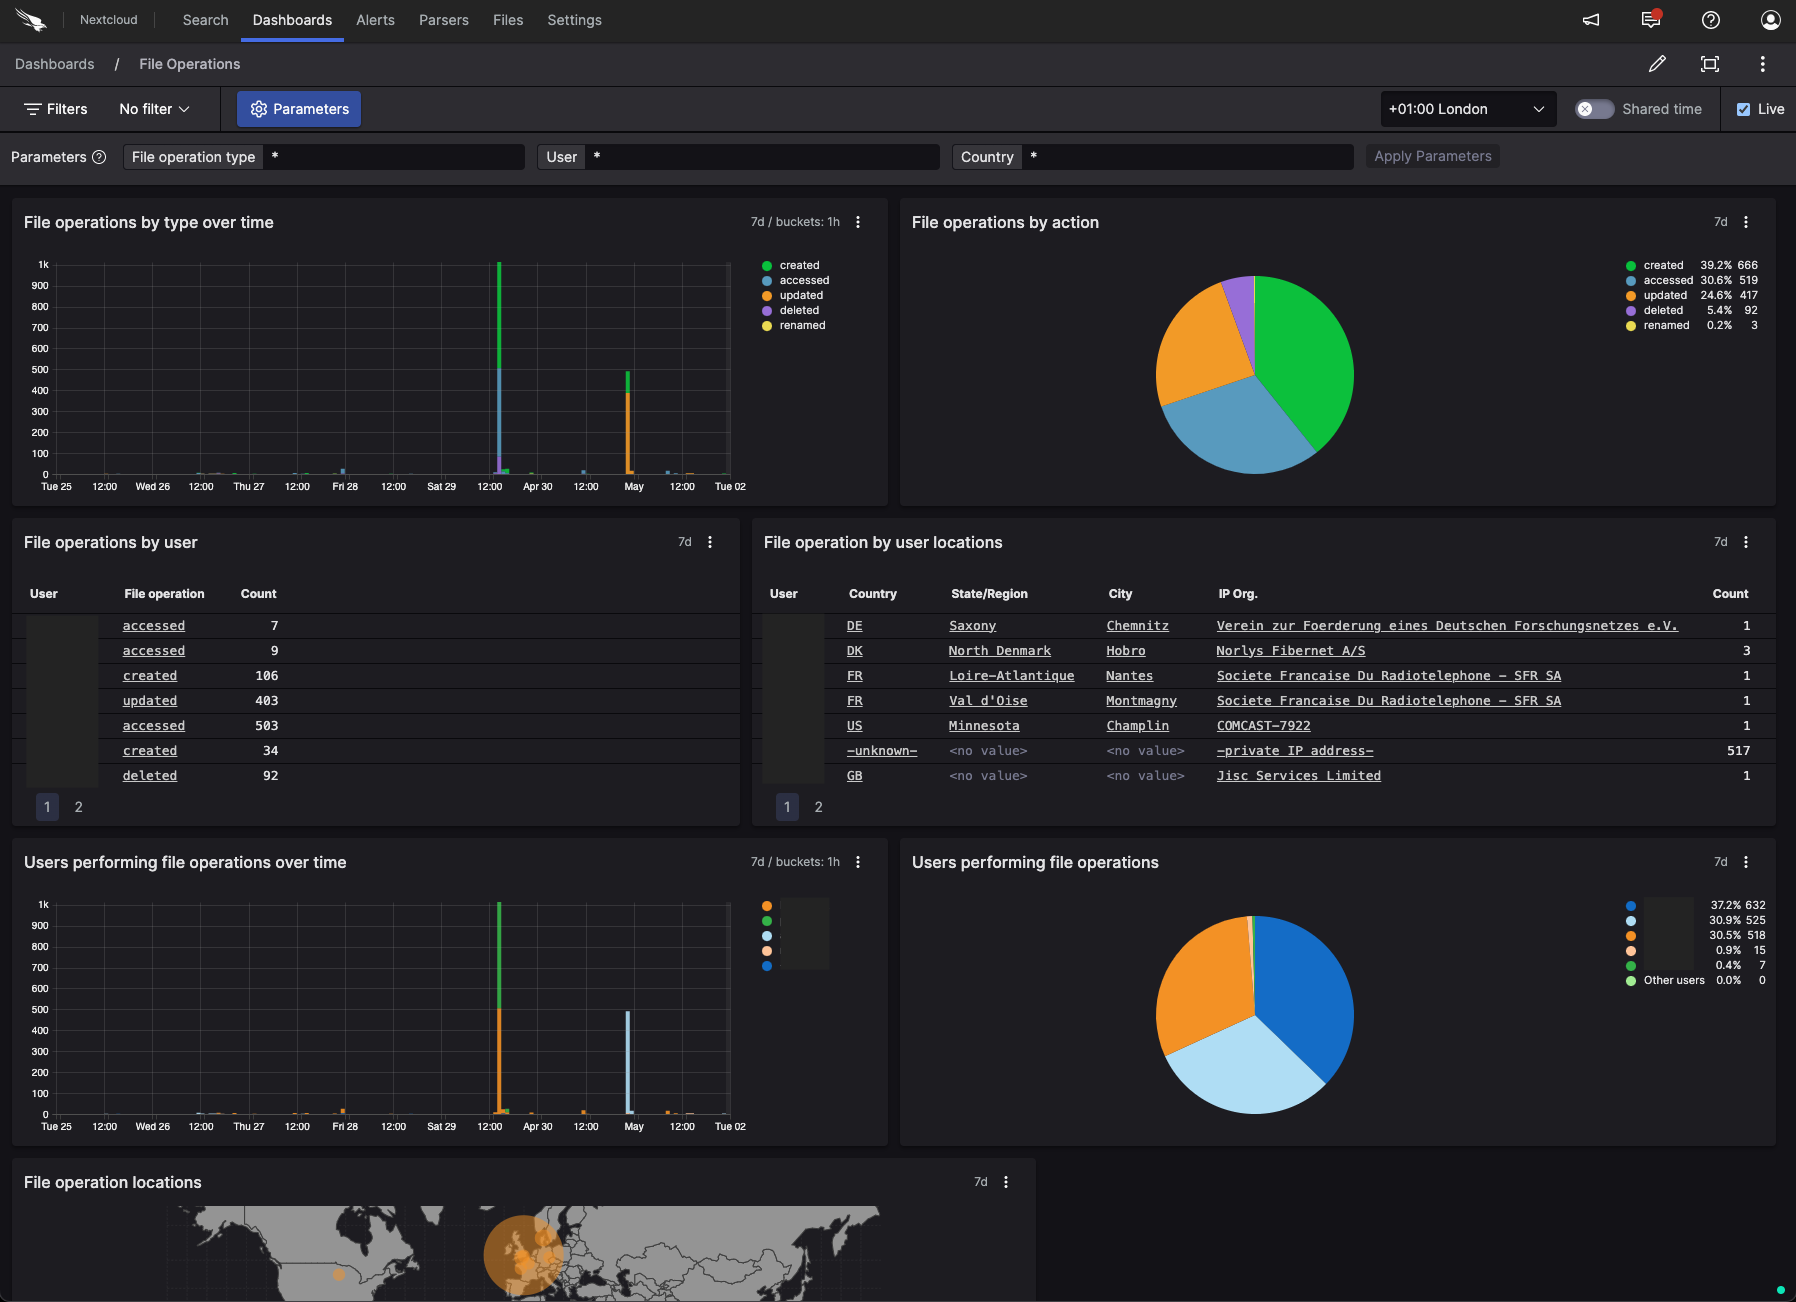 Nextcloud Search Dashboards Alerts Parsers Files Settings
Dashboards / File Operations
Filters No filter Parameters +01:00 London Shared time Live
Parameters File operation type * User * Country * Apply Parameters
File operations by type over time 7d / buckets: 1h
1k
900
800
700
600
500
400
300
200
100
0
Tue 25 12:00 Wed 26 12:00 Thu 27 12:00 Fri 28 12:00 Sat 29 12:00 Apr 30 12:00 May 12:00 Tue 02
created
accessed
updated
deleted
renamed
File operations by action 7d
created 39.2% 666
accessed 30.6% 519
updated 24.6% 417
deleted 5.4% 92
renamed 0.2% 3
File operations by user 7d
User File operation Count
accessed 7
accessed 9
created 106
updated 403
accessed 503
created 34
deleted 92
1 2
File operation by user locations 7d
User Country State/Region City IP Org. Count
DE Saxony Chemnitz Verein zur Foerderung eines Deutschen Forschungsnetzes e.V. 1
DK North Denmark Hobro Norlys Fibernet A/S 3
FR Loire-Atlantique Nantes Societe Francaise Du Radiotelephone - SFR SA 1
FR Val d'Oise Montmagny Societe Francaise Du Radiotelephone - SFR SA 1
US Minnesota Champlin COMCAST-7922 1
-unknown- <no value> <no value> -private IP address- 517
GB <no value> <no value> Jisc Services Limited 1
1 2
Users performing file operations over time 7d / buckets: 1h
1k
900
800
700
600
500
400
300
200
100
0
Tue 25 12:00 Wed 26 12:00 Thu 27 12:00 Fri 28 12:00 Sat 29 12:00 Apr 30 12:00 May 12:00 Tue 02
Users performing file operations 7d
37.2% 632
30.9% 525
30.5% 518
0.9% 15
0.4% 7
Other users 0.0% 0
File operation locations 7d